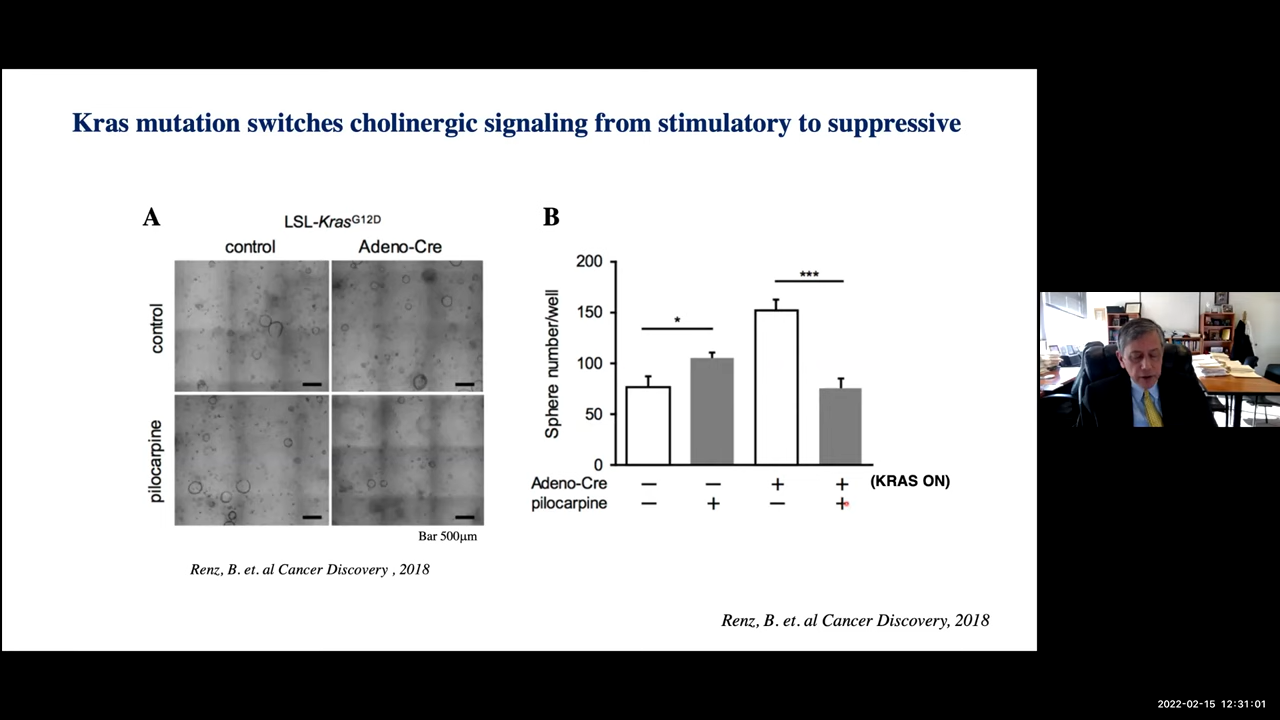 Kras mutation switches cholinergic signaling from stimulatory to suppressive
A
LSL-KrasG12D
control Adeno-Cre
control
pilocarpine
Bar 500μm
Renz, B. et. al Cancer Discovery , 2018
B
Sphere number/well
200
150
100
50
0
* ***
Adeno-Cre — — + + (KRAS ON)
pilocarpine — + — +
Renz, B. et. al Cancer Discovery, 2018
2022-02-15 12:31:01